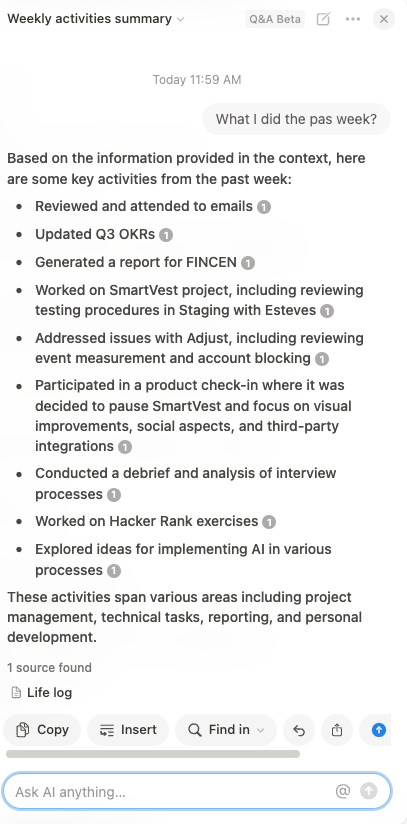 Weekly activities summary
Q&A Beta
Today 11:59 AM
What I did the pas week?
Based on the information provided in the context, here
are some key activities from the past week:
• Reviewed and attended to emails 1
• Updated Q3 OKRs 1
• Generated a report for FINCEN 1
• Worked on SmartVest project, including reviewing
testing procedures in Staging with Esteves 1
• Addressed issues with Adjust, including reviewing
event measurement and account blocking 1
• Participated in a product check-in where it was
decided to pause SmartVest and focus on visual
improvements, social aspects, and third-party
integrations 1
• Conducted a debrief and analysis of interview
processes 1
• Worked on Hacker Rank exercises 1
• Explored ideas for implementing AI in various
processes 1
These activities span various areas including project
management, technical tasks, reporting, and personal
development.
1 source found
Life log
Copy Insert Find in
Ask AI anything... @